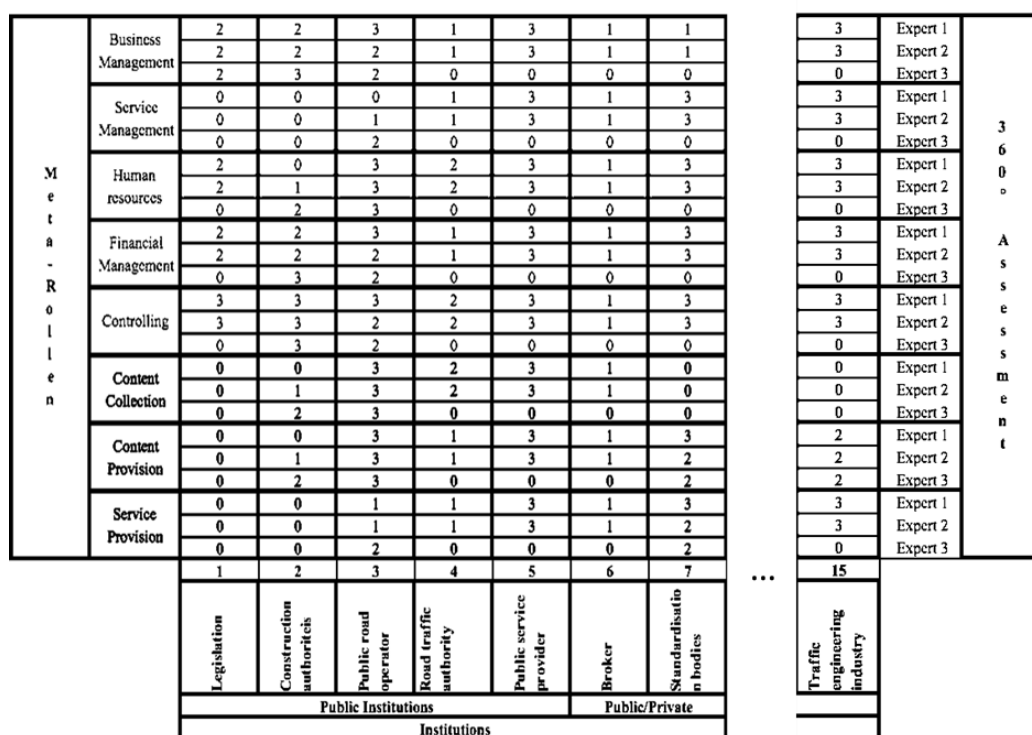 Business Management 2 2 3 1 3 1 1 3 Expert 1
2 2 2 1 3 1 1 3 Expert 2
2 3 2 0 0 0 0 0 Expert 3
Service Management 0 0 0 1 3 1 3 3 Expert 1
0 0 1 1 3 1 3 3 Expert 2
0 0 2 0 0 0 0 0 Expert 3
Human resources 2 0 3 2 3 1 3 3 Expert 1
2 1 3 2 3 1 3 3 Expert 2
0 2 3 0 0 0 0 0 Expert 3
Financial Management 2 2 3 1 3 1 3 3 Expert 1
2 2 2 1 3 1 3 3 Expert 2
0 3 2 0 0 0 0 0 Expert 3
Controlling 3 3 3 2 3 1 3 3 Expert 1
3 3 2 2 3 1 3 3 Expert 2
0 3 2 0 0 0 0 0 Expert 3
Content Collection 0 0 3 2 3 1 0 0 Expert 1
0 1 3 2 3 1 0 0 Expert 2
0 2 3 0 0 0 0 0 Expert 3
Content Provision 0 0 3 1 3 1 3 2 Expert 1
0 1 3 1 3 1 2 2 Expert 2
0 2 3 0 0 0 2 2 Expert 3
Service Provision 0 0 1 1 3 1 3 3 Expert 1
0 0 1 1 3 1 2 3 Expert 2
0 0 2 0 0 0 2 0 Expert 3
Meta-Rollen
360° Assessment
1 2 3 4 5 6 7 ... 15
Legislation
Construction
authoriteis
Public road
operator
Road traffic
authority
Public service
provider
Broker
Standardisatio
n bodies
Traffic
engineering
industry
Public Institutions Public/Private
Institutions